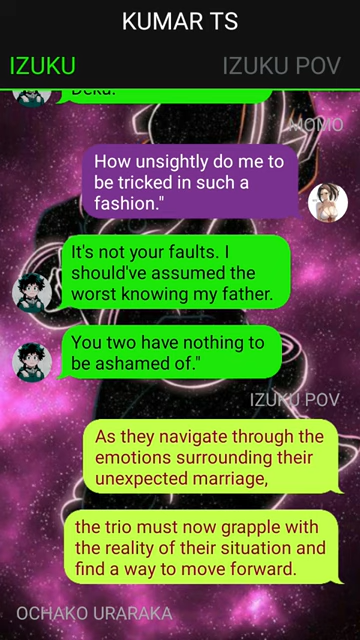 KUMAR TS
IZUKU
IZUKU POV
Deku.
MOMO
How unsightly do me to
be tricked in such a
fashion."
It's not your faults. I
should've assumed the
worst knowing my father.
You two have nothing to
be ashamed of."
IZUKU POV
As they navigate through the
emotions surrounding their
unexpected marriage,
the trio must now grapple with
the reality of their situation and
find a way to move forward.
OCHAKO URARAKA